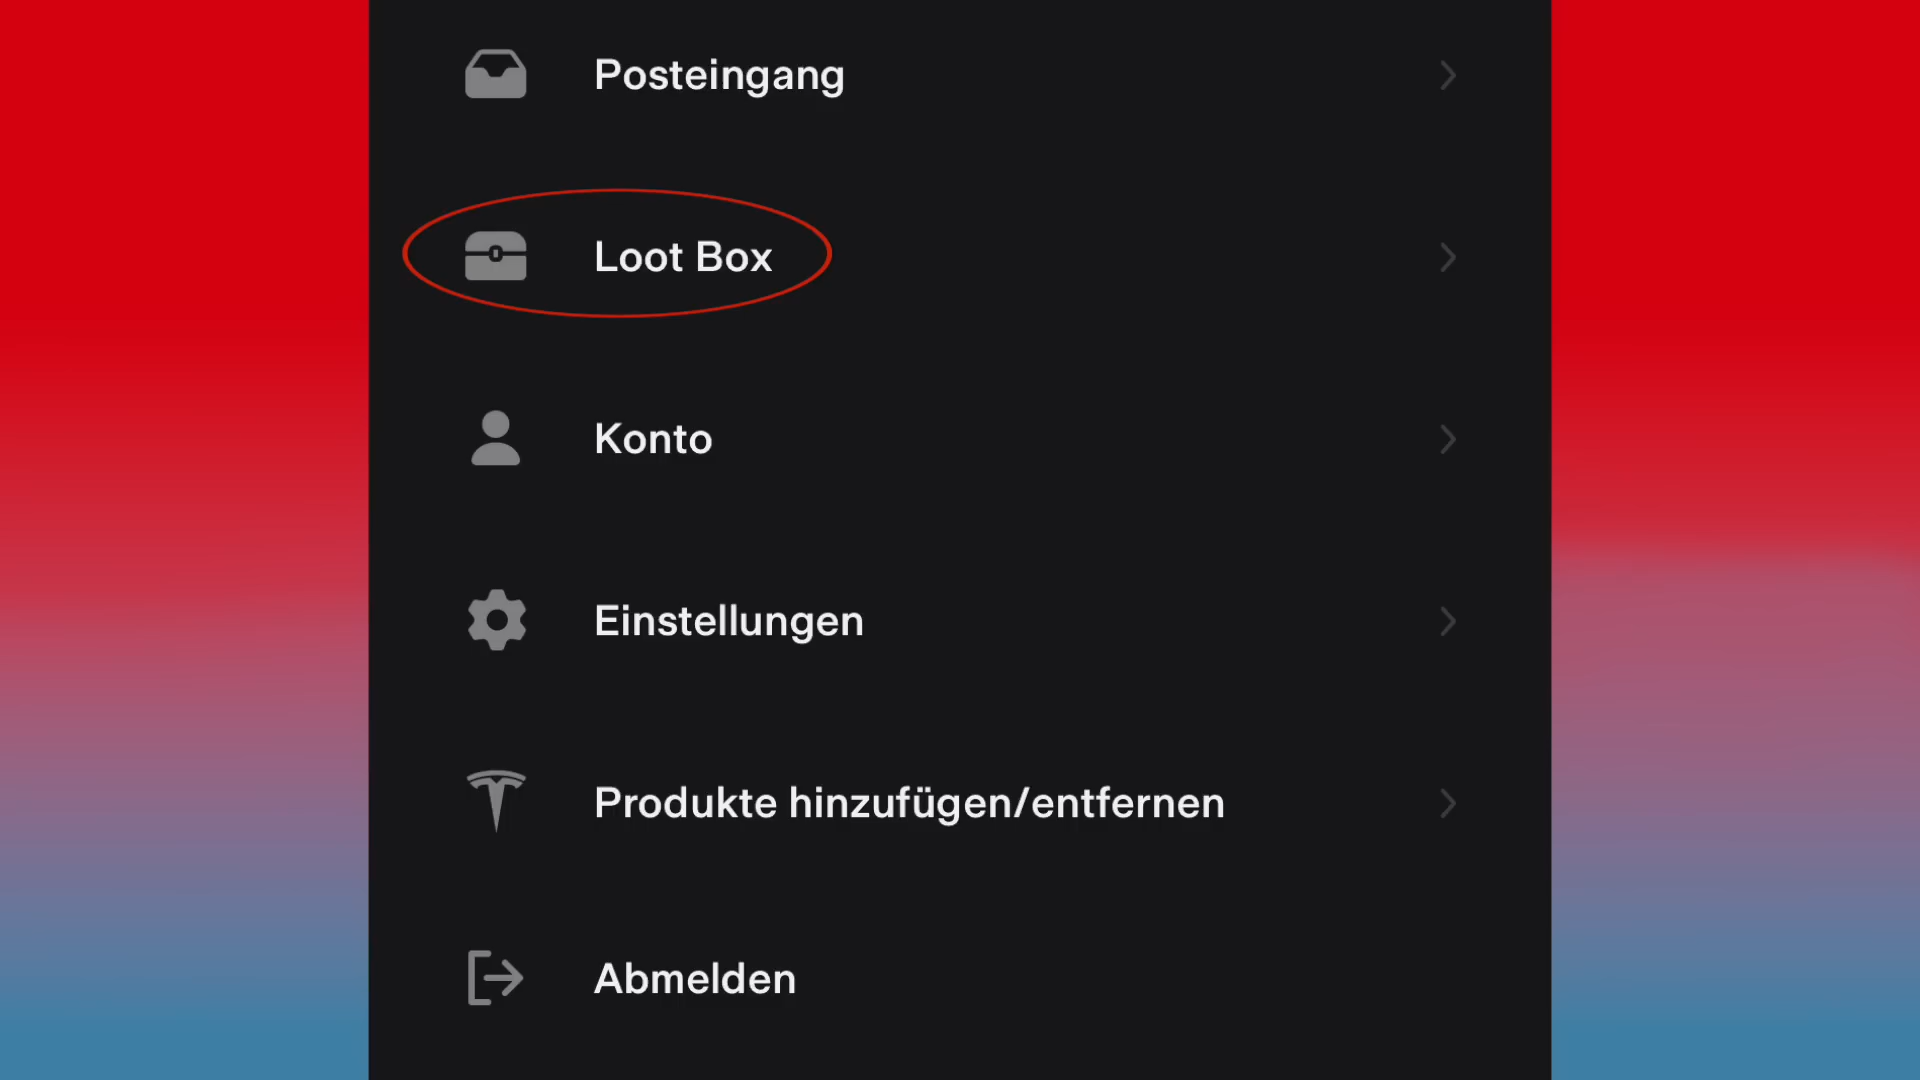 Posteingang
Loot Box
Konto
Einstellungen
Produkte hinzufügen/entfernen
Abmelden